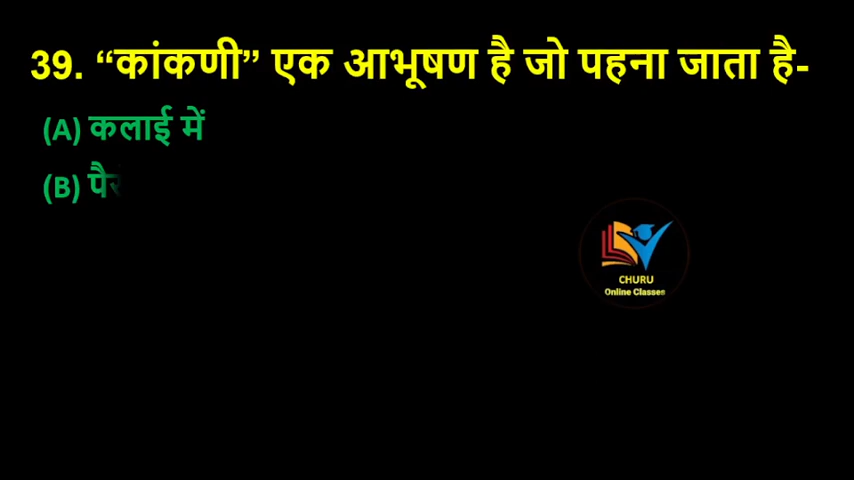 39. “कांकणी” एक आभूषण है जो पहना जाता है-
(A) कलाई में
(B)
CHURU
Online Classes